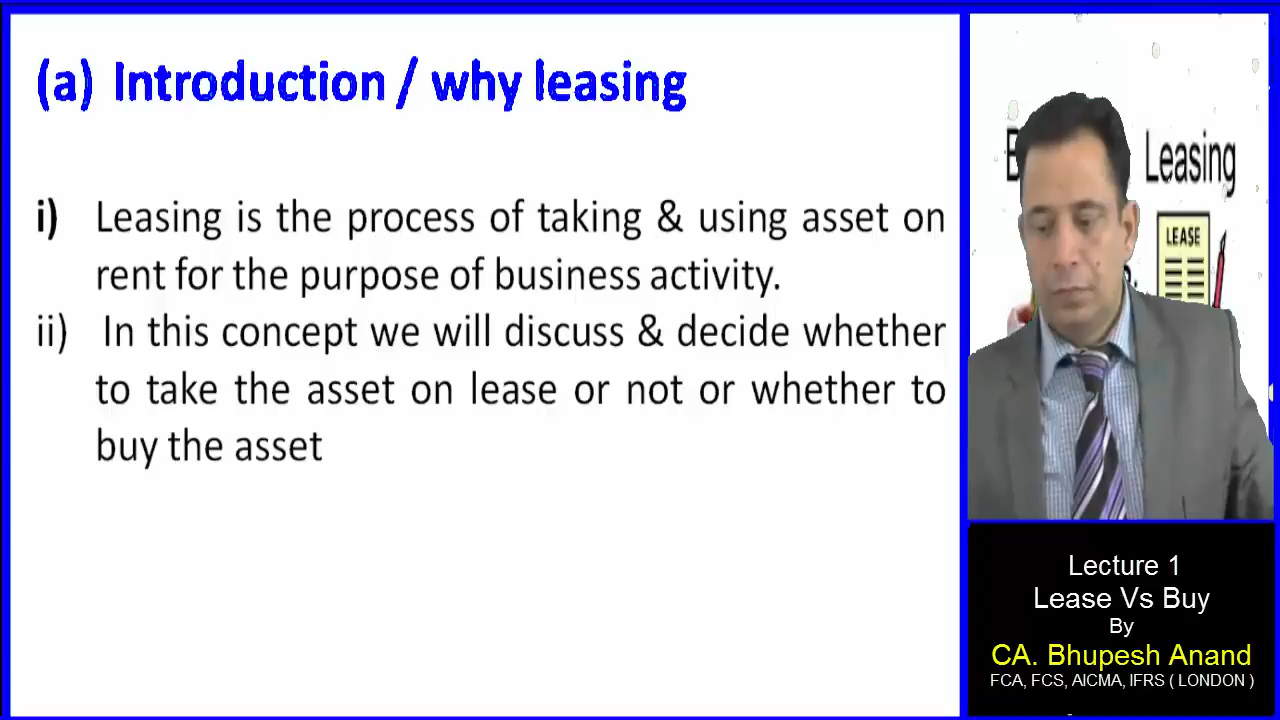 (a) Introduction / why leasing
i) Leasing is the process of taking & using asset on
rent for the purpose of business activity.
ii) In this concept we will discuss & decide whether
to take the asset on lease or not or whether to
buy the asset
Leasing
LEASE
Lecture 1
Lease Vs Buy
By
CA. Bhupesh Anand
FCA, FCS, AICMA, IFRS ( LONDON )